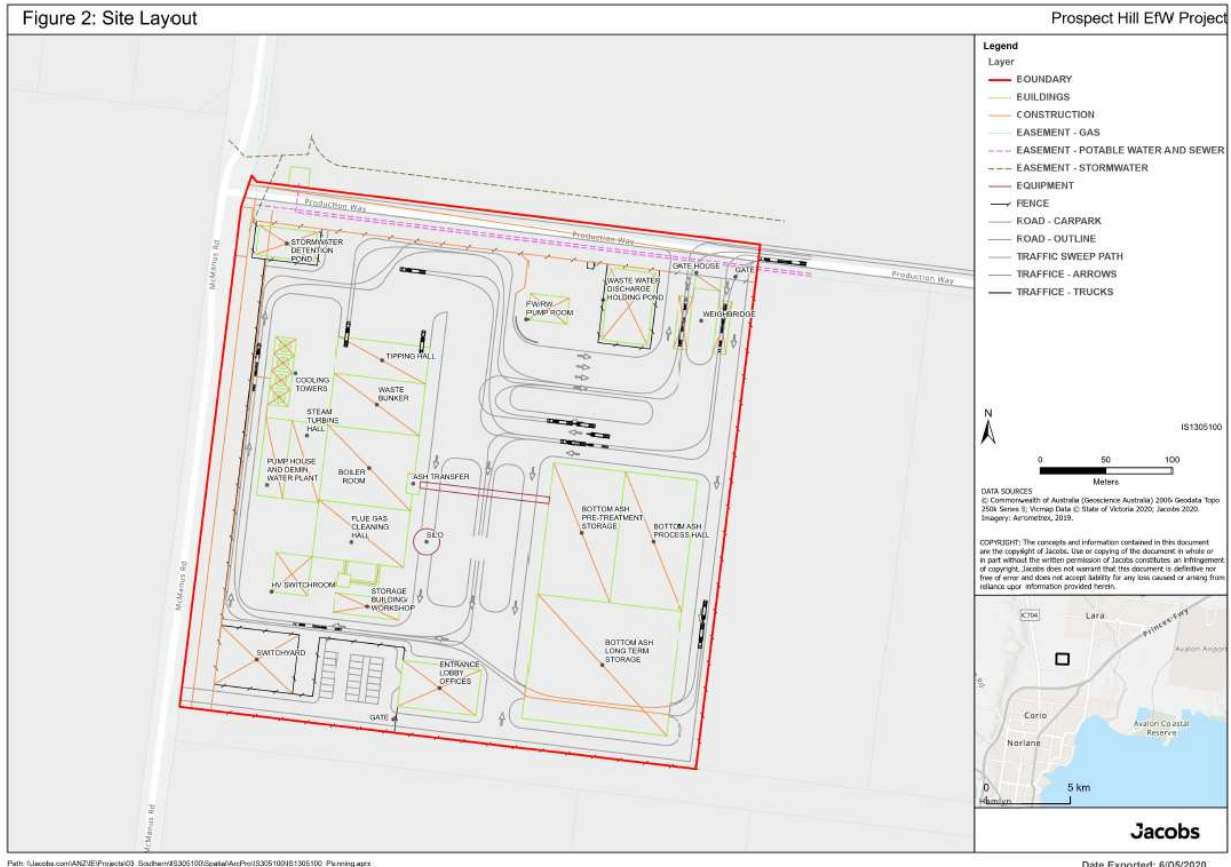 Figure 2: Site Layout
Prospect Hill EfW Project
Legend
Layer
BOUNDARY
BUILDINGS
CONSTRUCTION
EASEMENT - GAS
EASEMENT - POTABLE WATER AND SEWER
EASEMENT - STORMWATER
EQUIPMENT
FENCE
ROAD - CARPARK
ROAD - OUTLINE
TRAFFIC SWEEP PATH
TRAFFICE - ARROWS
TRAFFICE - TRUCKS
N
IS1305100
0 50 100
Meters
DATA SOURCES
© Commonwealth of Australia (Geoscience Australia) 2006 Geodata Topo
250k Series 3; Vicmap Data © State of Victoria 2020; Jacobs 2020.
Imagery: Aerometrex, 2019.
COPYRIGHT: The concepts and information contained in this document
are the copyright of Jacobs. Use or copying of the document in whole or
in part without the written permission of Jacobs constitutes an infringement
of copyright. Jacobs does not warrant that this document is definitive nor
free of error and does not accept liability for any loss caused or arising from
reliance upon information provided herein.
Production Way
Production Way
Production Way
McManus Rd
McManus Rd
McManus Rd
STORMWATER
DETENTION
POND
FW/RW
PUMP ROOM
WASTE WATER
DISCHARGE
HOLDING POND
GATE HOUSE
GATE
WEIGHBRIDGE
TIPPING HALL
COOLING
TOWERS
WASTE
BUNKER
STEAM
TURBINE
HALL
PUMP HOUSE
AND DEMIN
WATER PLANT
BOILER
ROOM
ASH TRANSFER
FLUE GAS
CLEANING
HALL
SILO
BOTTOM ASH
PRE-TREATMENT
STORAGE
BOTTOM ASH
PROCESS HALL
HV SWITCHROOM
STORAGE
BUILDING/
WORKSHOP
SWITCHYARD
ENTRANCE
LOBBY
OFFICES
BOTTOM ASH
LONG TERM
STORAGE
GATE
C704
Lara
Princes Fwy
Avalon Airport
Rd
Corio
Norlane
Avalon Coastal
Reserve
0 5 km
Hamlyn
Jacobs
Date Exported: 6/05/2020